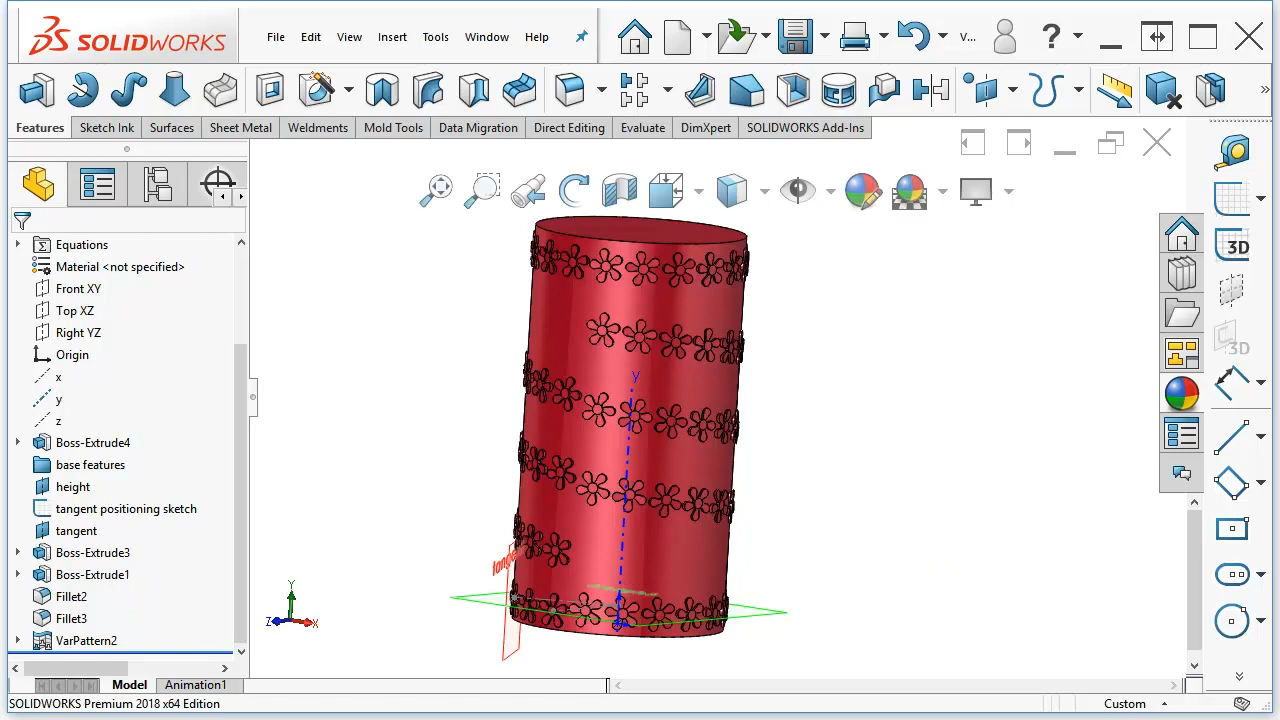 SOLIDWORKS
File Edit View Insert Tools Window Help
V...
?
Features Sketch Ink Surfaces Sheet Metal Weldments Mold Tools Data Migration Direct Editing Evaluate DimXpert SOLIDWORKS Add-Ins
Equations
Material <not specified>
Front XY
Top XZ
Right YZ
Origin
x
y
z
Boss-Extrude4
base features
height
tangent positioning sketch
tangent
Boss-Extrude3
Boss-Extrude1
Fillet2
Fillet3
VarPattern2
y
Y
Z
X
3D
3D
Model Animation1
SOLIDWORKS Premium 2018 x64 Edition
Custom